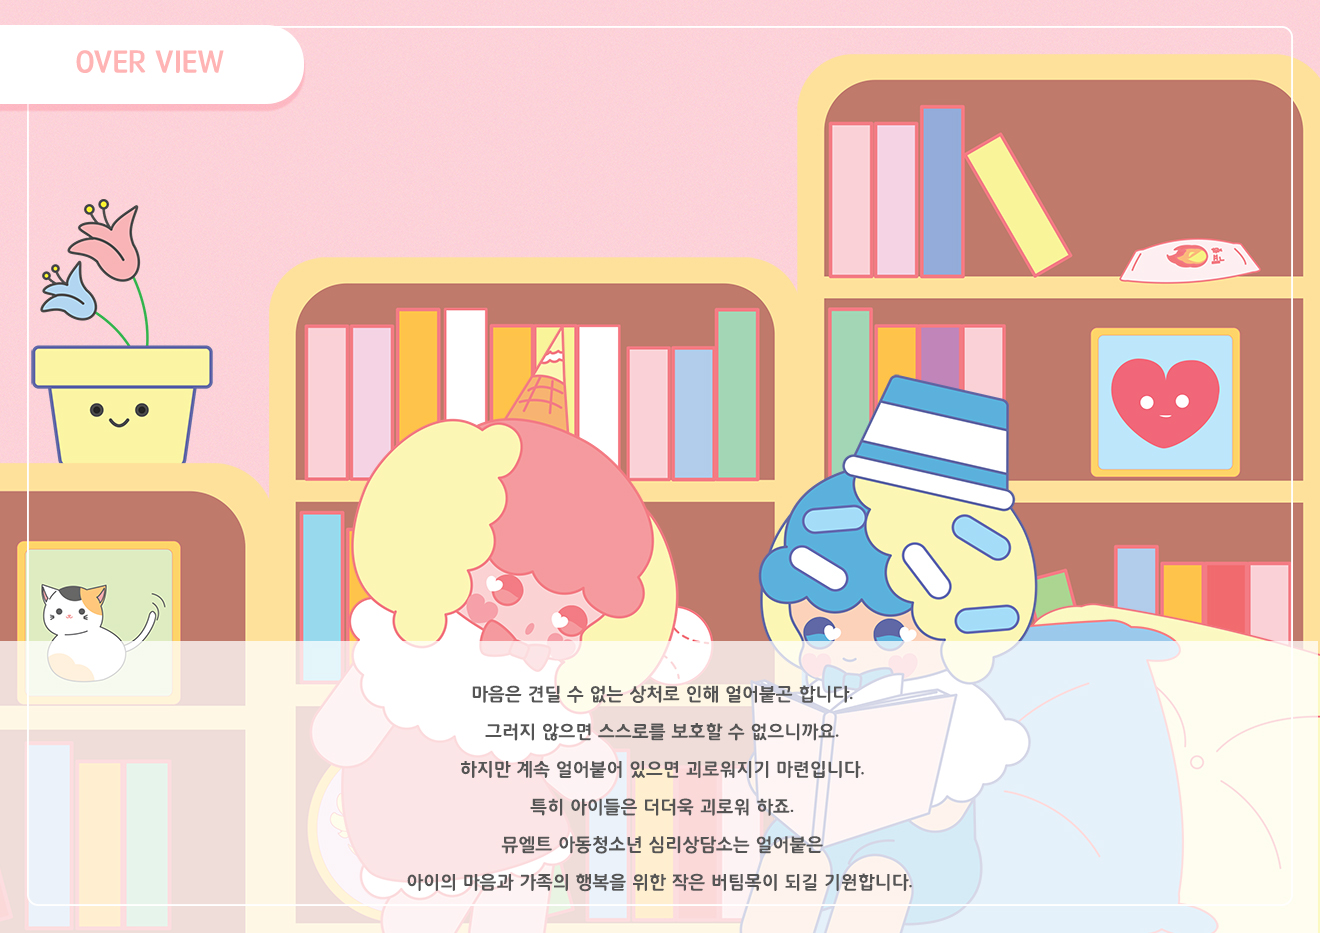 OVER VIEW
마음은 견딜 수 없는 상처로 인해 얼어붙곤 합니다.
그러지 않으면 스스로를 보호할 수 없으니까요.
하지만 계속 얼어붙어 있으면 괴로워지기 마련입니다.
특히 아이들은 더더욱 괴로워 하죠.
뮤엘트 아동청소년 심리상담소는 얼어붙은
아이의 마음과 가족의 행복을 위한 작은 버팀목이 되길 기원합니다.